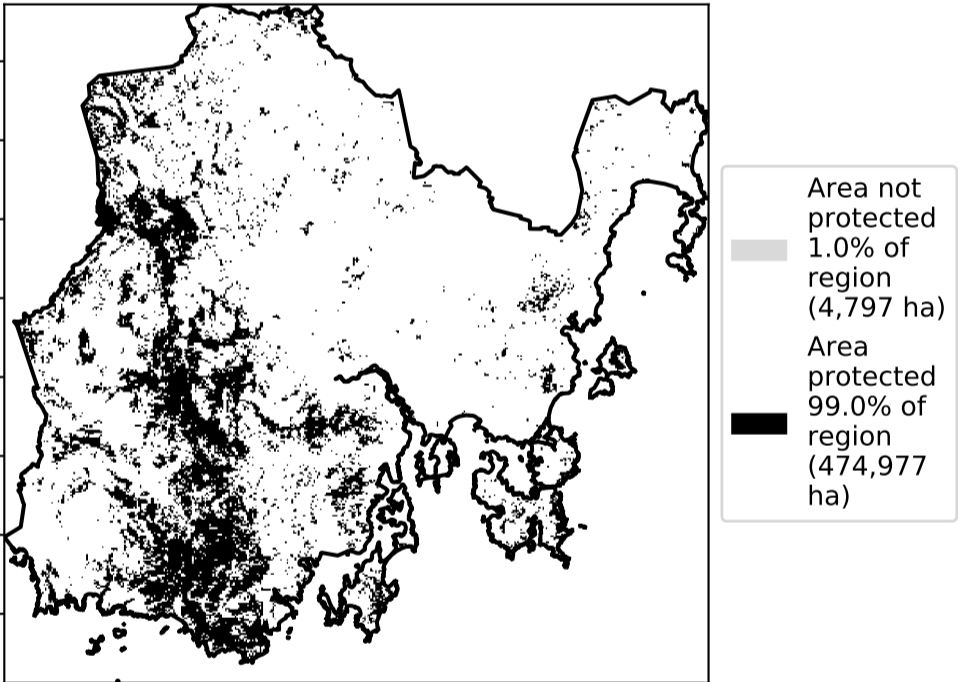 Area not
protected
1.0% of
region
(4,797 ha)
Area
protected
99.0% of
region
(474,977
ha)